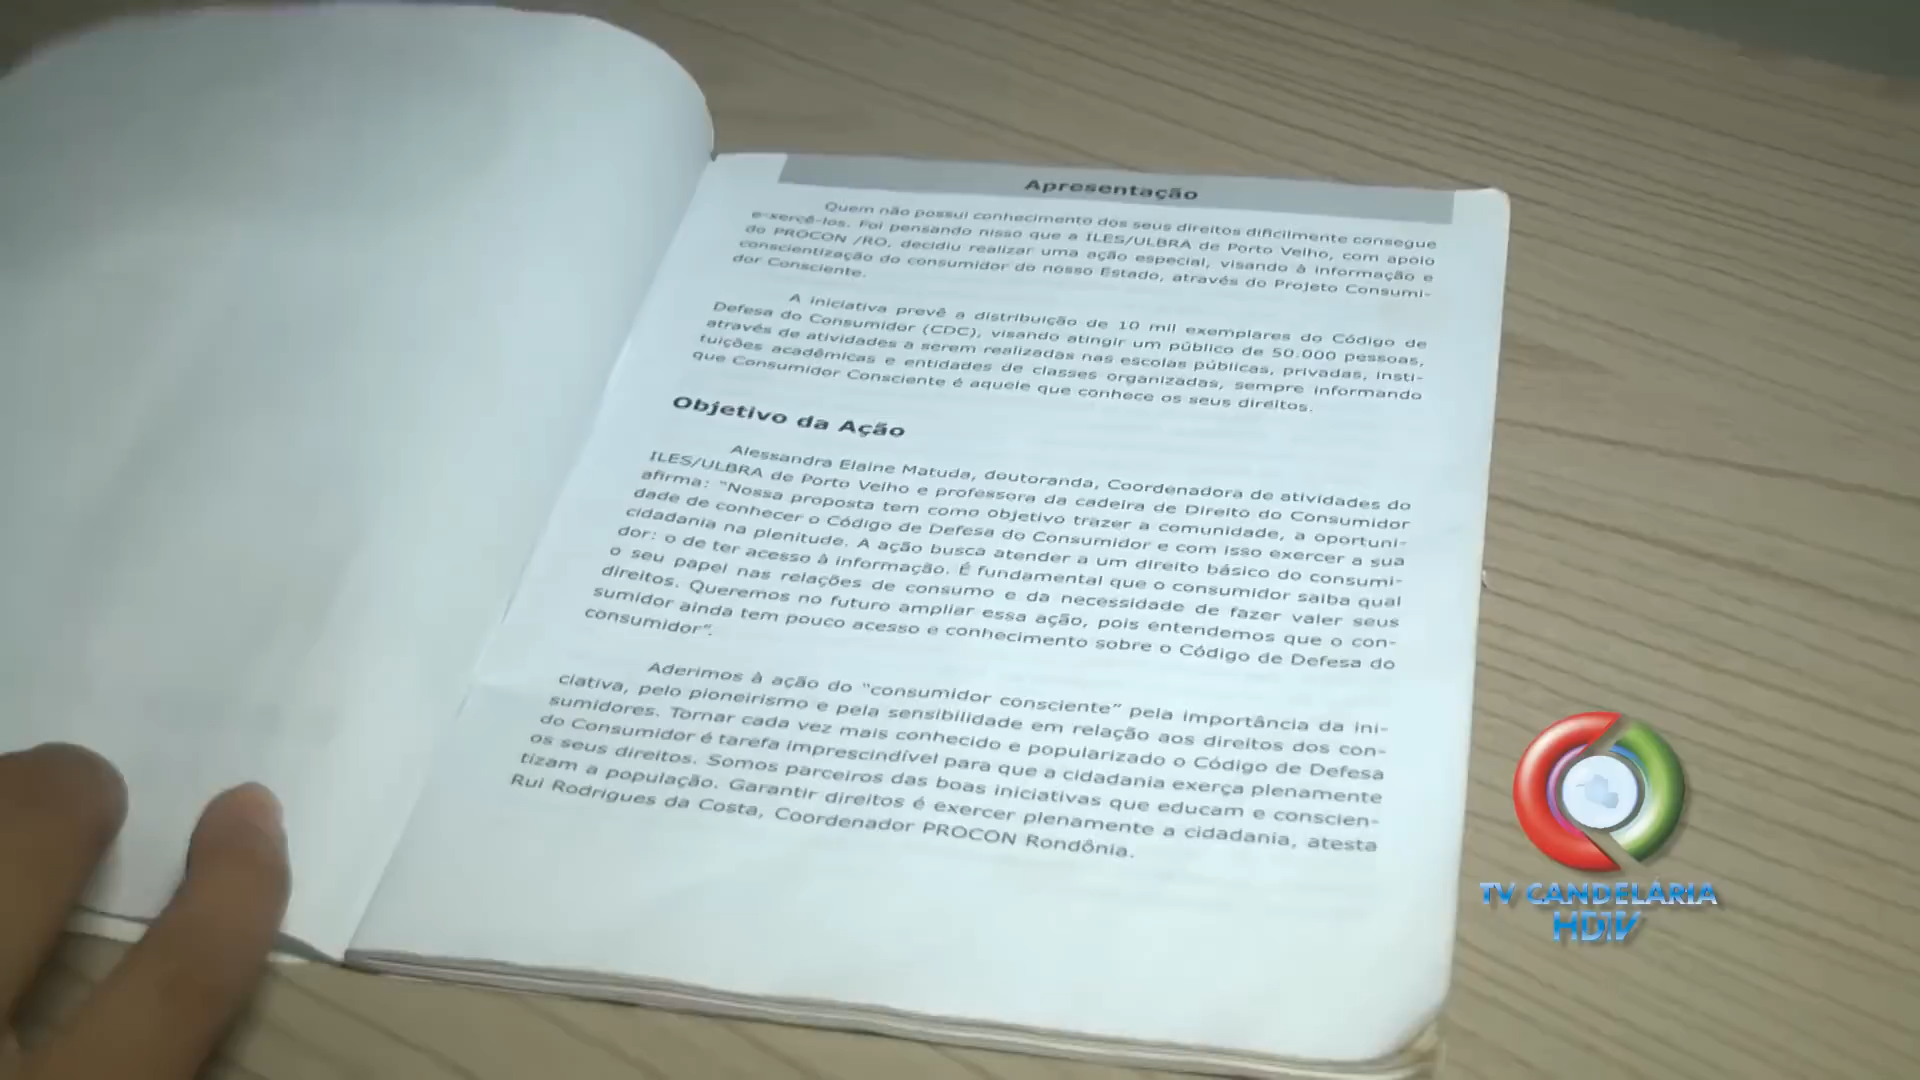 Apresentação
Quem não possui conhecimento dos seus direitos dificilmente consegue
e-xercê-los. Foi pensando nisso que a ILES/ULBRA de Porto Velho, com apoio
do PROCON /RO, decidiu realizar uma ação especial, visando à informação e
conscientização do consumidor do nosso Estado, através do Projeto Consumi-
dor Consciente.
A iniciativa prevê a distribuição de 10 mil exemplares do Código de
Defesa do Consumidor (CDC), visando atingir um público de 50.000 pessoas,
através de atividades a serem realizadas nas escolas públicas, privadas, insti-
tuições acadêmicas e entidades de classes organizadas, sempre informando
que Consumidor Consciente é aquele que conhece os seus direitos.
Objetivo da Ação
Alessandra Elaine Matuda, doutoranda, Coordenadora de atividades do
ILES/ULBRA de Porto Velho e professora da cadeira de Direito do Consumidor
afirma: "Nossa proposta tem como objetivo trazer a comunidade, a oportuni-
dade de conhecer o Código de Defesa do Consumidor e com isso exercer a sua
cidadania na plenitude. A ação busca atender a um direito básico do consumi-
dor: o de ter acesso à informação. É fundamental que o consumidor saiba qual
o seu papel nas relações de consumo e da necessidade de fazer valer seus
direitos. Queremos no futuro ampliar essa ação, pois entendemos que o con-
sumidor ainda tem pouco acesso e conhecimento sobre o Código de Defesa do
consumidor".
Aderimos à ação do "consumidor consciente" pela importância da ini-
ciativa, pelo pioneirismo e pela sensibilidade em relação aos direitos dos con-
sumidores. Tornar cada vez mais conhecido e popularizado o Código de Defesa
do Consumidor é tarefa imprescindível para que a cidadania exerça plenamente
os seus direitos. Somos parceiros das boas iniciativas que educam e conscien-
tizam a população. Garantir direitos é exercer plenamente a cidadania, atesta
Rui Rodrigues da Costa, Coordenador PROCON Rondônia.
TV CANDELÁRIA
HDTV